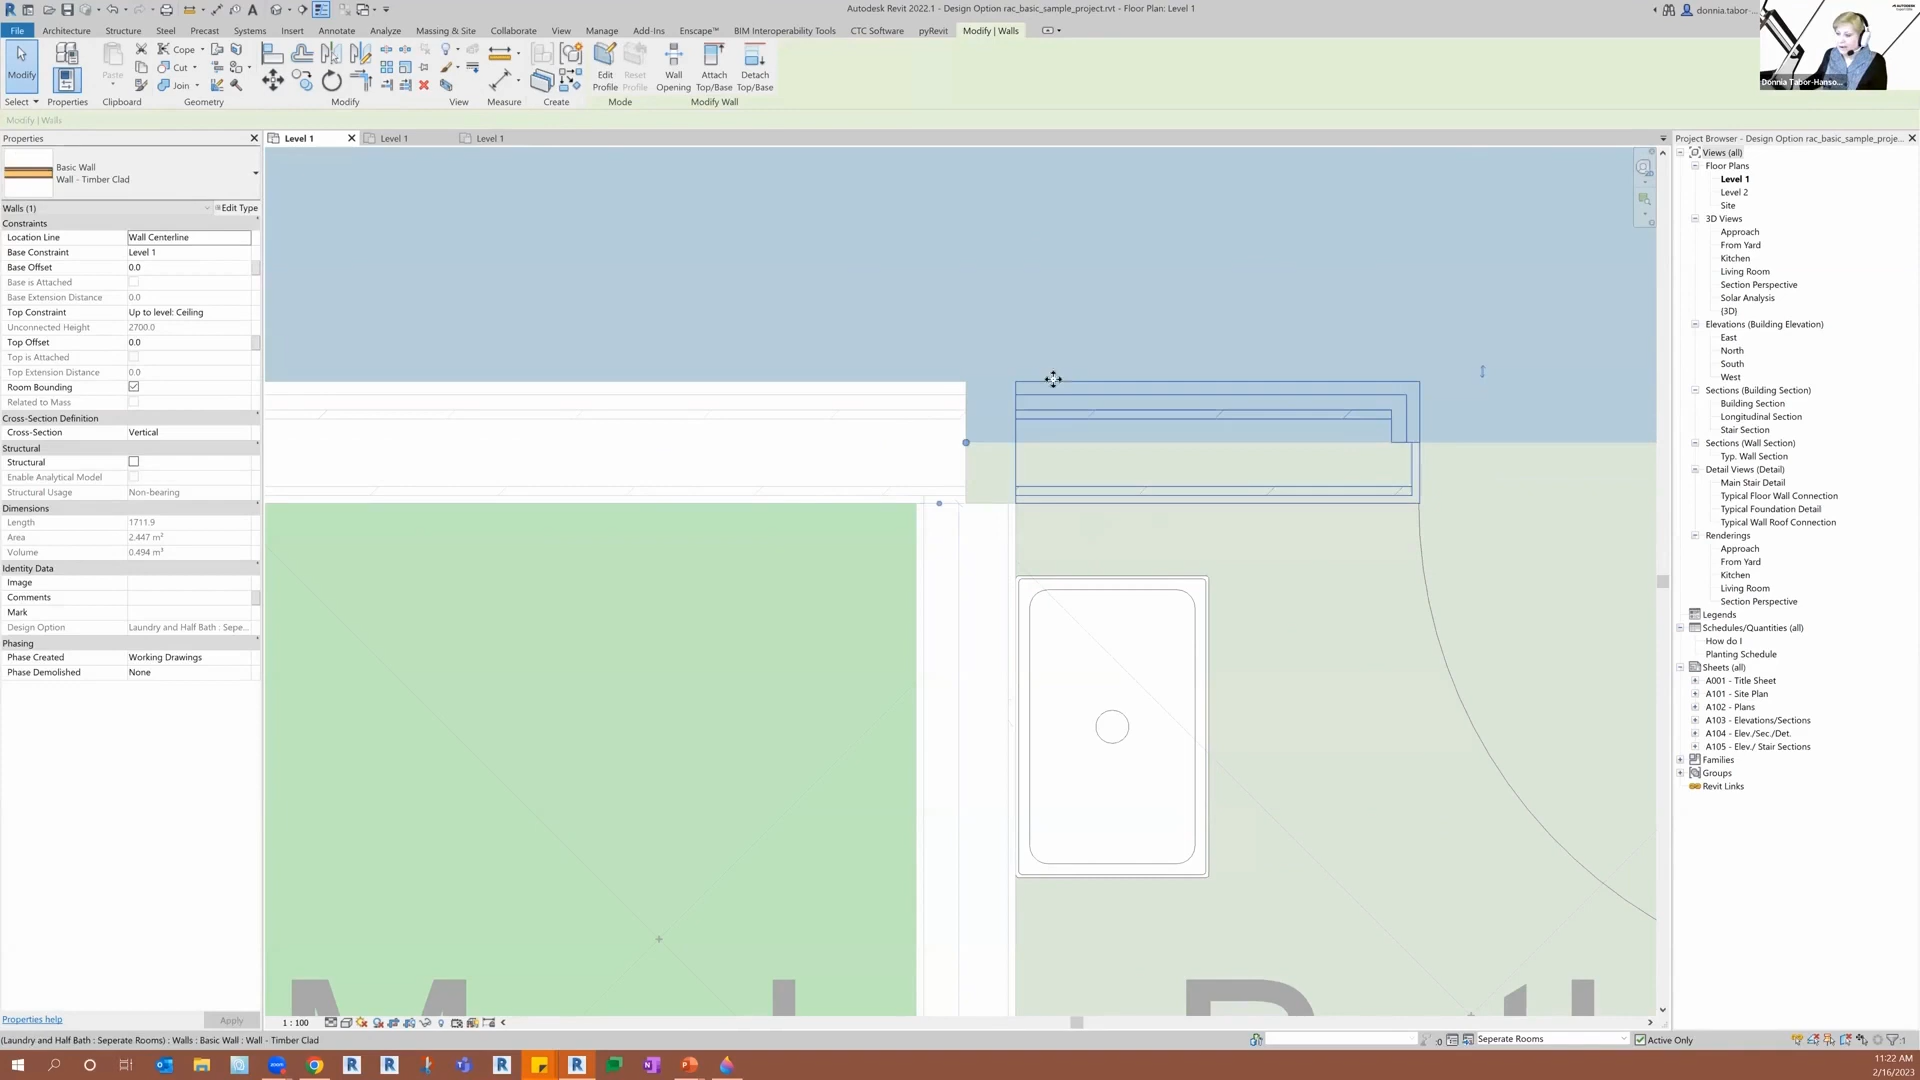 Autodesk Revit 2022.1 - Design Option rac_basic_sample_project.rvt - Floor Plan: Level 1
donnia.tabor-...
File Architecture Structure Steel Precast Systems Insert Annotate Analyze Massing & Site Collaborate View Manage Add-Ins Enscape™ BIM Interoperability Tools CTC Software pyRevit Modify | Walls
Modify
Paste
Cope
Cut
Join
Edit Profile
Reset Profile
Wall Opening
Attach Top/Base
Detach Top/Base
Donnia Tabor-Hanso...
Select Properties Clipboard Geometry Modify View Measure Create Mode Modify Wall
Modify | Walls
Properties
Level 1
Level 1
Level 1
Project Browser - Design Option rac_basic_sample_proje...
Basic Wall
Wall - Timber Clad
Walls (1)
Edit Type
Constraints
Location Line Wall Centerline
Base Constraint Level 1
Base Offset 0.0
Base is Attached
Base Extension Distance 0.0
Top Constraint Up to level: Ceiling
Unconnected Height 2700.0
Top Offset 0.0
Top is Attached
Top Extension Distance 0.0
Room Bounding
Related to Mass
Cross-Section Definition
Cross-Section Vertical
Structural
Structural
Enable Analytical Model
Structural Usage Non-bearing
Dimensions
Length 1711.9
Area 2.447 m²
Volume 0.494 m³
Identity Data
Image
Comments
Mark
Design Option Laundry and Half Bath : Sepe...
Phasing
Phase Created Working Drawings
Phase Demolished None
Properties help
Apply
Views (all)
Floor Plans
Level 1
Level 2
Site
3D Views
Approach
From Yard
Kitchen
Living Room
Section Perspective
Solar Analysis
{3D}
Elevations (Building Elevation)
East
North
South
West
Sections (Building Section)
Building Section
Longitudinal Section
Stair Section
Sections (Wall Section)
Typ. Wall Section
Detail Views (Detail)
Main Stair Detail
Typical Floor Wall Connection
Typical Foundation Detail
Typical Wall Roof Connection
Renderings
Approach
From Yard
Kitchen
Living Room
Section Perspective
Legends
Schedules/Quantities (all)
How do I
Planting Schedule
Sheets (all)
A001 - Title Sheet
A101 - Site Plan
A102 - Plans
A103 - Elevations/Sections
A104 - Elev./Sec./Det.
A105 - Elev./ Stair Sections
Families
Groups
Revit Links
1 : 100
(Laundry and Half Bath : Seperate Rooms) : Walls : Basic Wall : Wall - Timber Clad
:0
Seperate Rooms
Active Only
:1
11:22 AM
2/16/2023